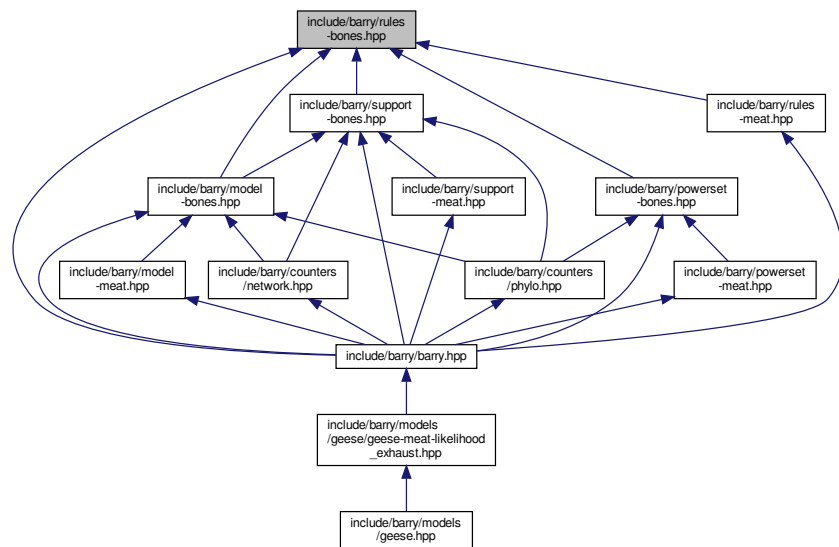 include/barry/rules
-bones.hpp
include/barry/support
-bones.hpp
include/barry/rules
-meat.hpp
include/barry/model
-bones.hpp
include/barry/support
-meat.hpp
include/barry/powerset
-bones.hpp
include/barry/model
-meat.hpp
include/barry/counters
/network.hpp
include/barry/counters
/phylo.hpp
include/barry/powerset
-meat.hpp
include/barry/barry.hpp
include/barry/models
/geese/geese-meat-likelihood
_exhaust.hpp
include/barry/models
/geese.hpp